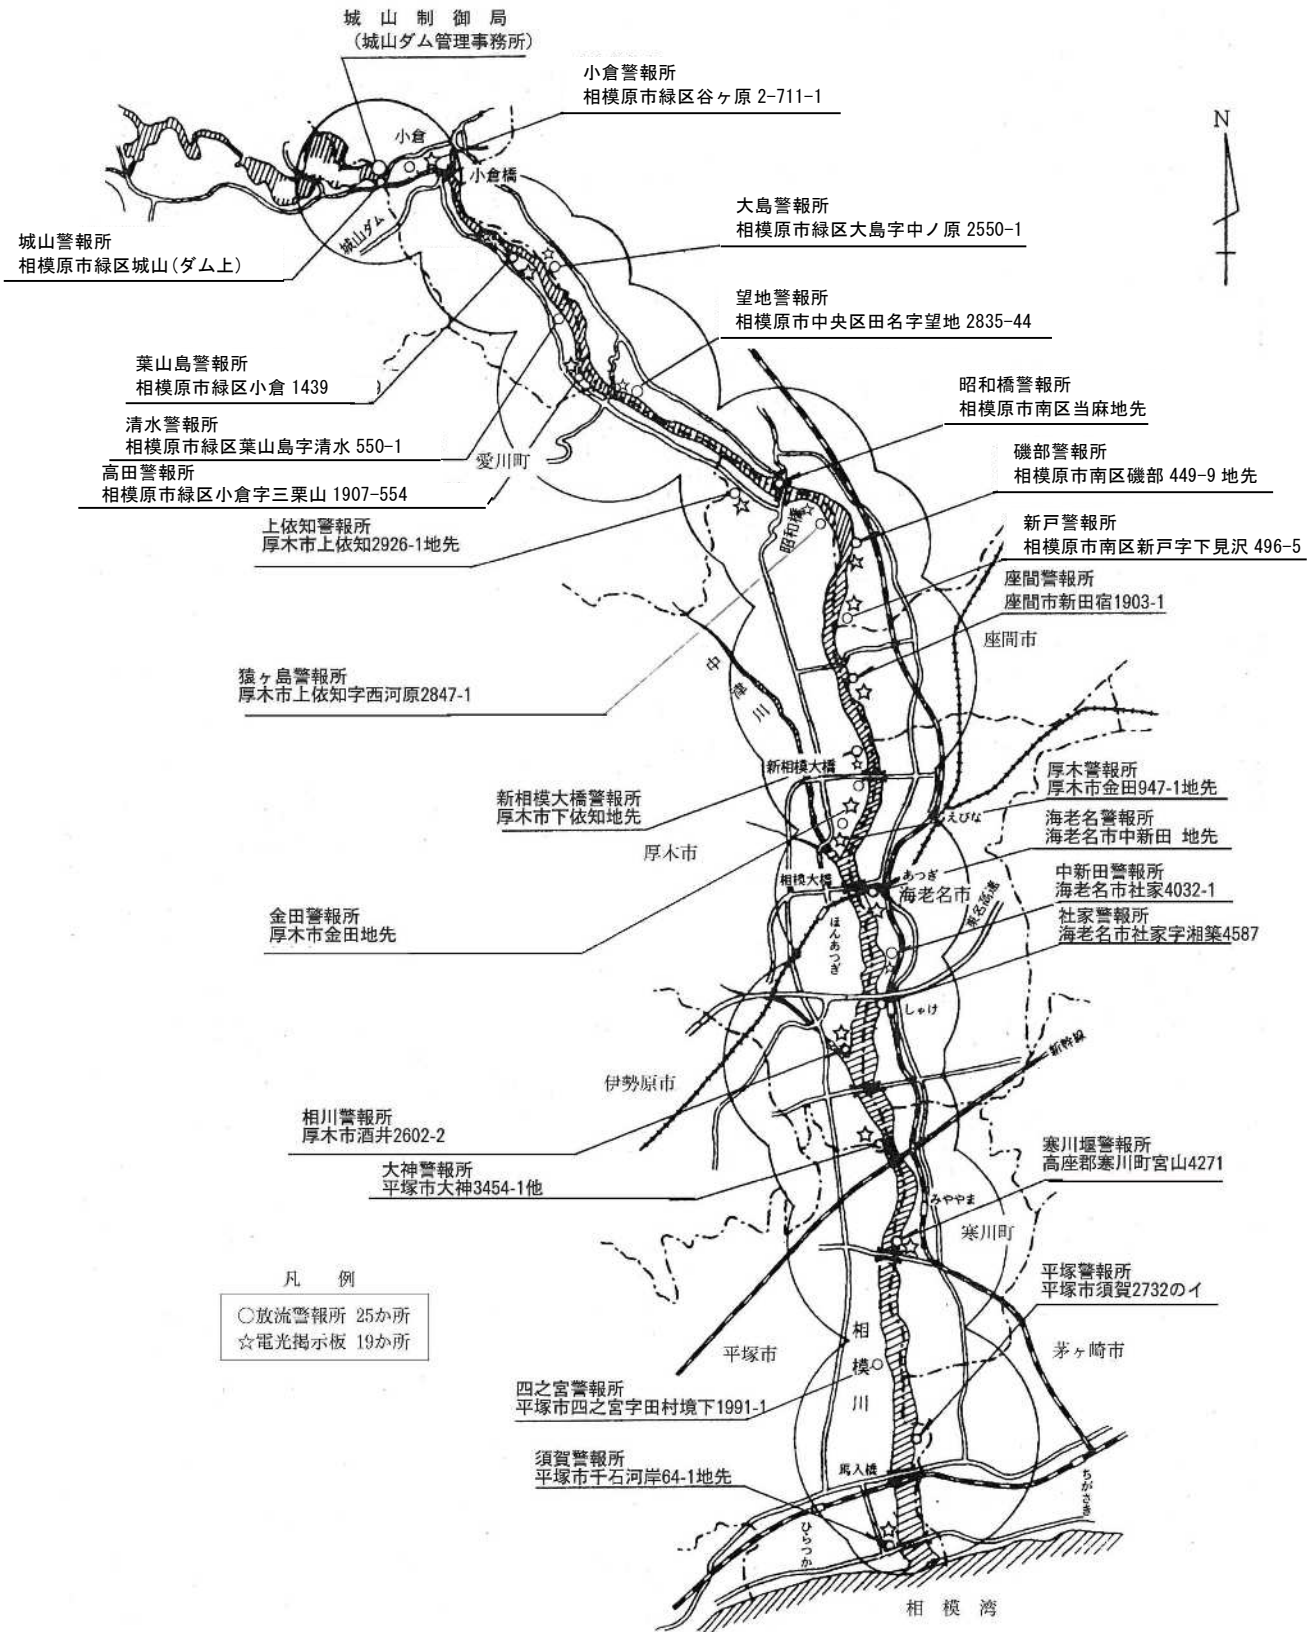 城山制御局
(城山ダム管理事務所)
小倉警報所
相模原市緑区谷ヶ原 2-711-1
N
小倉
小倉橋
城山ダム
大島警報所
相模原市緑区大島字中ノ原 2550-1
城山警報所
相模原市緑区城山(ダム上)
望地警報所
相模原市中央区田名字望地 2835-44
葉山島警報所
相模原市緑区小倉 1439
昭和橋警報所
相模原市南区当麻地先
清水警報所
相模原市緑区葉山島字清水 550-1
愛川町
磯部警報所
相模原市南区磯部 449-9 地先
高田警報所
相模原市緑区小倉字三栗山 1907-554
昭和橋
上依知警報所
厚木市上依知2926-1地先
新戸警報所
相模原市南区新戸字下見沢 496-5
座間警報所
座間市新田宿1903-1
座間市
猿ヶ島警報所
厚木市上依知字西河原2847-1
中津川
新相模大橋
厚木警報所
厚木市金田947-1地先
新相模大橋警報所
厚木市下依知地先
えびな
海老名警報所
海老名市中新田 地先
厚木市
相模大橋
あつぎ
海老名市
中新田警報所
海老名市社家4032-1
東名高速
金田警報所
厚木市金田地先
ほんあつぎ
社家警報所
海老名市社家字湘築4587
しゃけ
新幹線
伊勢原市
相川警報所
厚木市酒井2602-2
大神警報所
平塚市大神3454-1他
寒川堰警報所
高座郡寒川町宮山4271
みややま
寒川町
凡例
○放流警報所 25か所
☆電光掲示板 19か所
平塚警報所
平塚市須賀2732のイ
平塚市
相模川
茅ヶ崎市
四之宮警報所
平塚市四之宮字田村境下1991-1
須賀警報所
平塚市千石河岸64-1地先
馬入橋
ちがさき
ひらつか
相模湾